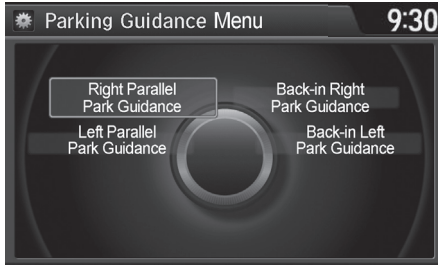 Parking Guidance Menu
9:30
Right Parallel
Park Guidance
Back-in Right
Park Guidance
Left Parallel
Park Guidance
Back-in Left
Park Guidance